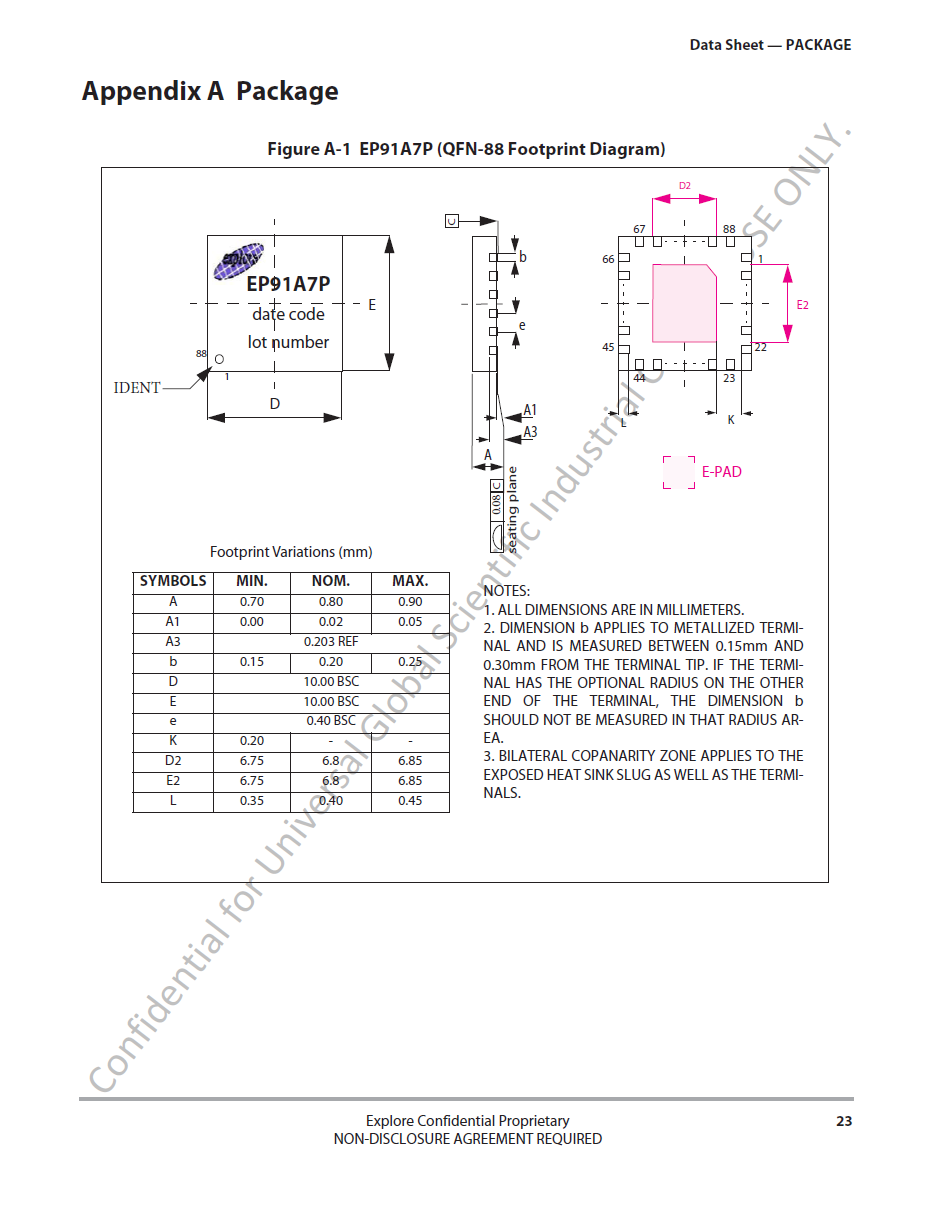 Data Sheet — PACKAGE
Appendix A Package
Figure A-1 EP91A7P (QFN-88 Footprint Diagram)
EP91A7P
date code
lot number
88
1
IDENT
D
E
C
b
e
A1
A3
A
0.08 C
seating plane
D2
67
88
66
1
E2
45
22
44
23
L
K
E-PAD
Footprint Variations (mm)
SYMBOLS MIN. NOM. MAX.
A 0.70 0.80 0.90
A1 0.00 0.02 0.05
A3 0.203 REF
b 0.15 0.20 0.25
D 10.00 BSC
E 10.00 BSC
e 0.40 BSC
K 0.20 - -
D2 6.75 6.8 6.85
E2 6.75 6.8 6.85
L 0.35 0.40 0.45
NOTES:
1. ALL DIMENSIONS ARE IN MILLIMETERS.
2. DIMENSION b APPLIES TO METALLIZED TERMI-
NAL AND IS MEASURED BETWEEN 0.15mm AND
0.30mm FROM THE TERMINAL TIP. IF THE TERMI-
NAL HAS THE OPTIONAL RADIUS ON THE OTHER
END OF THE TERMINAL, THE DIMENSION b
SHOULD NOT BE MEASURED IN THAT RADIUS AR-
EA.
3. BILATERAL COPANARITY ZONE APPLIES TO THE
EXPOSED HEAT SINK SLUG AS WELL AS THE TERMI-
NALS.
Confidential for Universal Global Scientific Industrial ONLY.
Explore Confidential Proprietary
NON-DISCLOSURE AGREEMENT REQUIRED
23